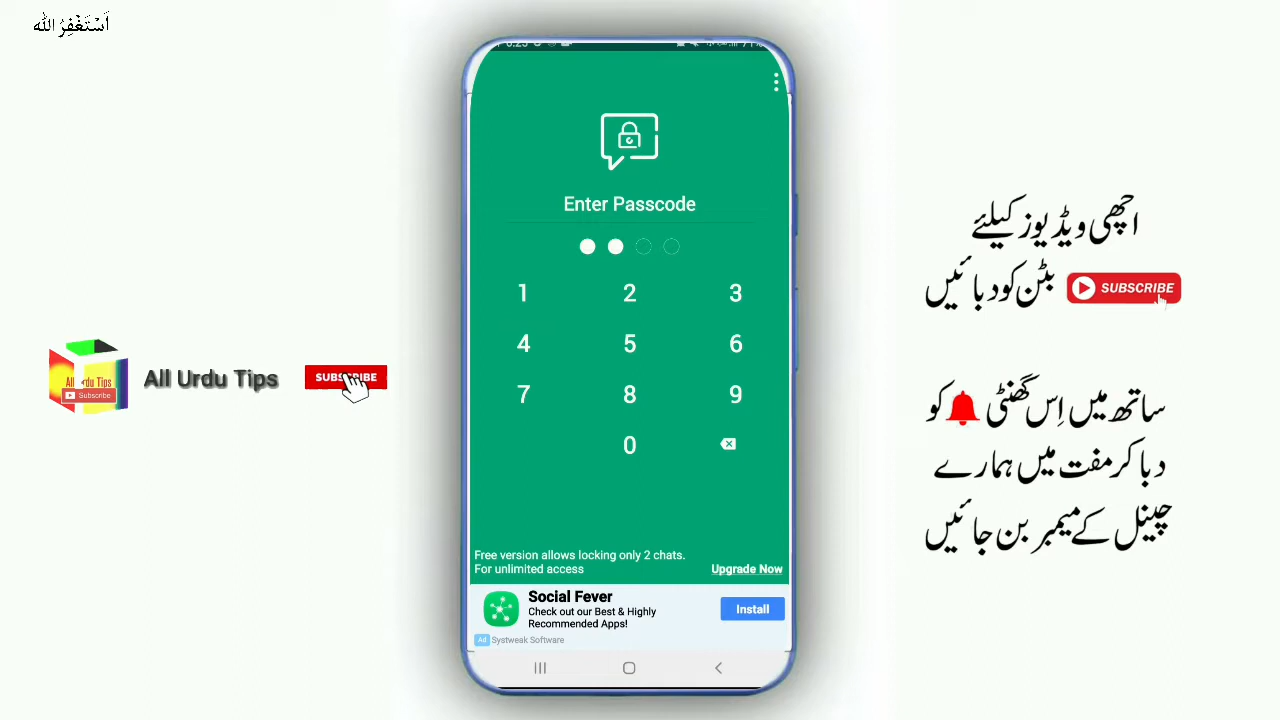 اَسْتَغْفِرُ اللّٰه
Enter Passcode
1 2 3
4 5 6
7 8 9
0
Free version allows locking only 2 chats.
For unlimited access Upgrade Now
Social Fever
Check out our Best & Highly
Recommended Apps!
Install
Ad Systweak Software
All Urdu Tips
Subscribe
All Urdu Tips
SUBSCRIBE
اچھی ویڈیوز کیلئے
بٹن کو دبائیں SUBSCRIBE
ساتھ میں اِس گھنٹی کو
دبا کر مفت میں ہمارے
چینل کے میمبر بن جائیں